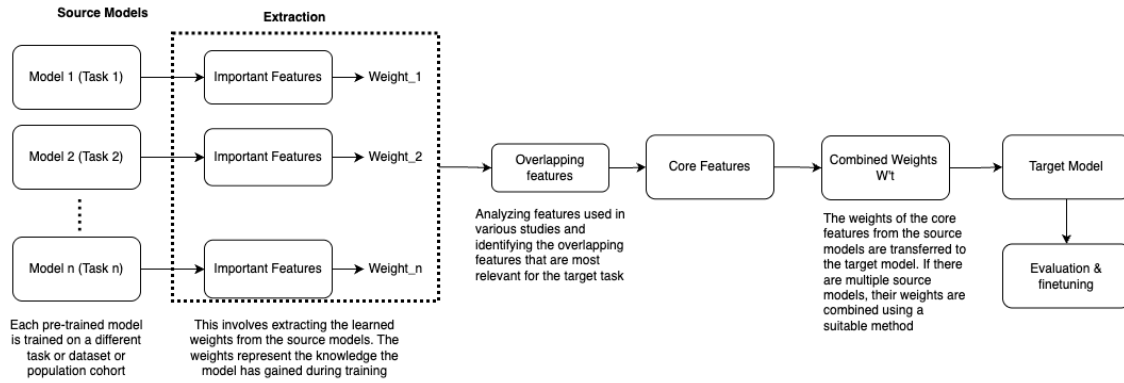 Source Models
Extraction
Model 1 (Task 1)
Important Features
Weight_1
Model 2 (Task 2)
Important Features
Weight_2
Model n (Task n)
Important Features
Weight_n
Each pre-trained model
is trained on a different
task or dataset or
population cohort
This involves extracting the learned
weights from the source models. The
weights represent the knowledge the
model has gained during training
Overlapping
features
Analyzing features used in
various studies and
identifying the overlapping
features that are most
relevant for the target task
Core Features
Combined Weights
W't
The weights of the core
features from the source
models are transferred to
the target model. If there
are multiple source
models, their weights are
combined using a
suitable method
Target Model
Evaluation &
finetuning